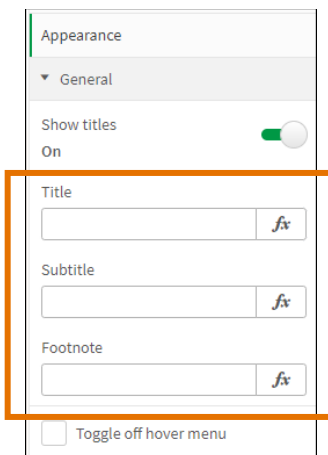 Appearance
General
Show titles
On
Title
fx
Subtitle
fx
Footnote
fx
Toggle off hover menu